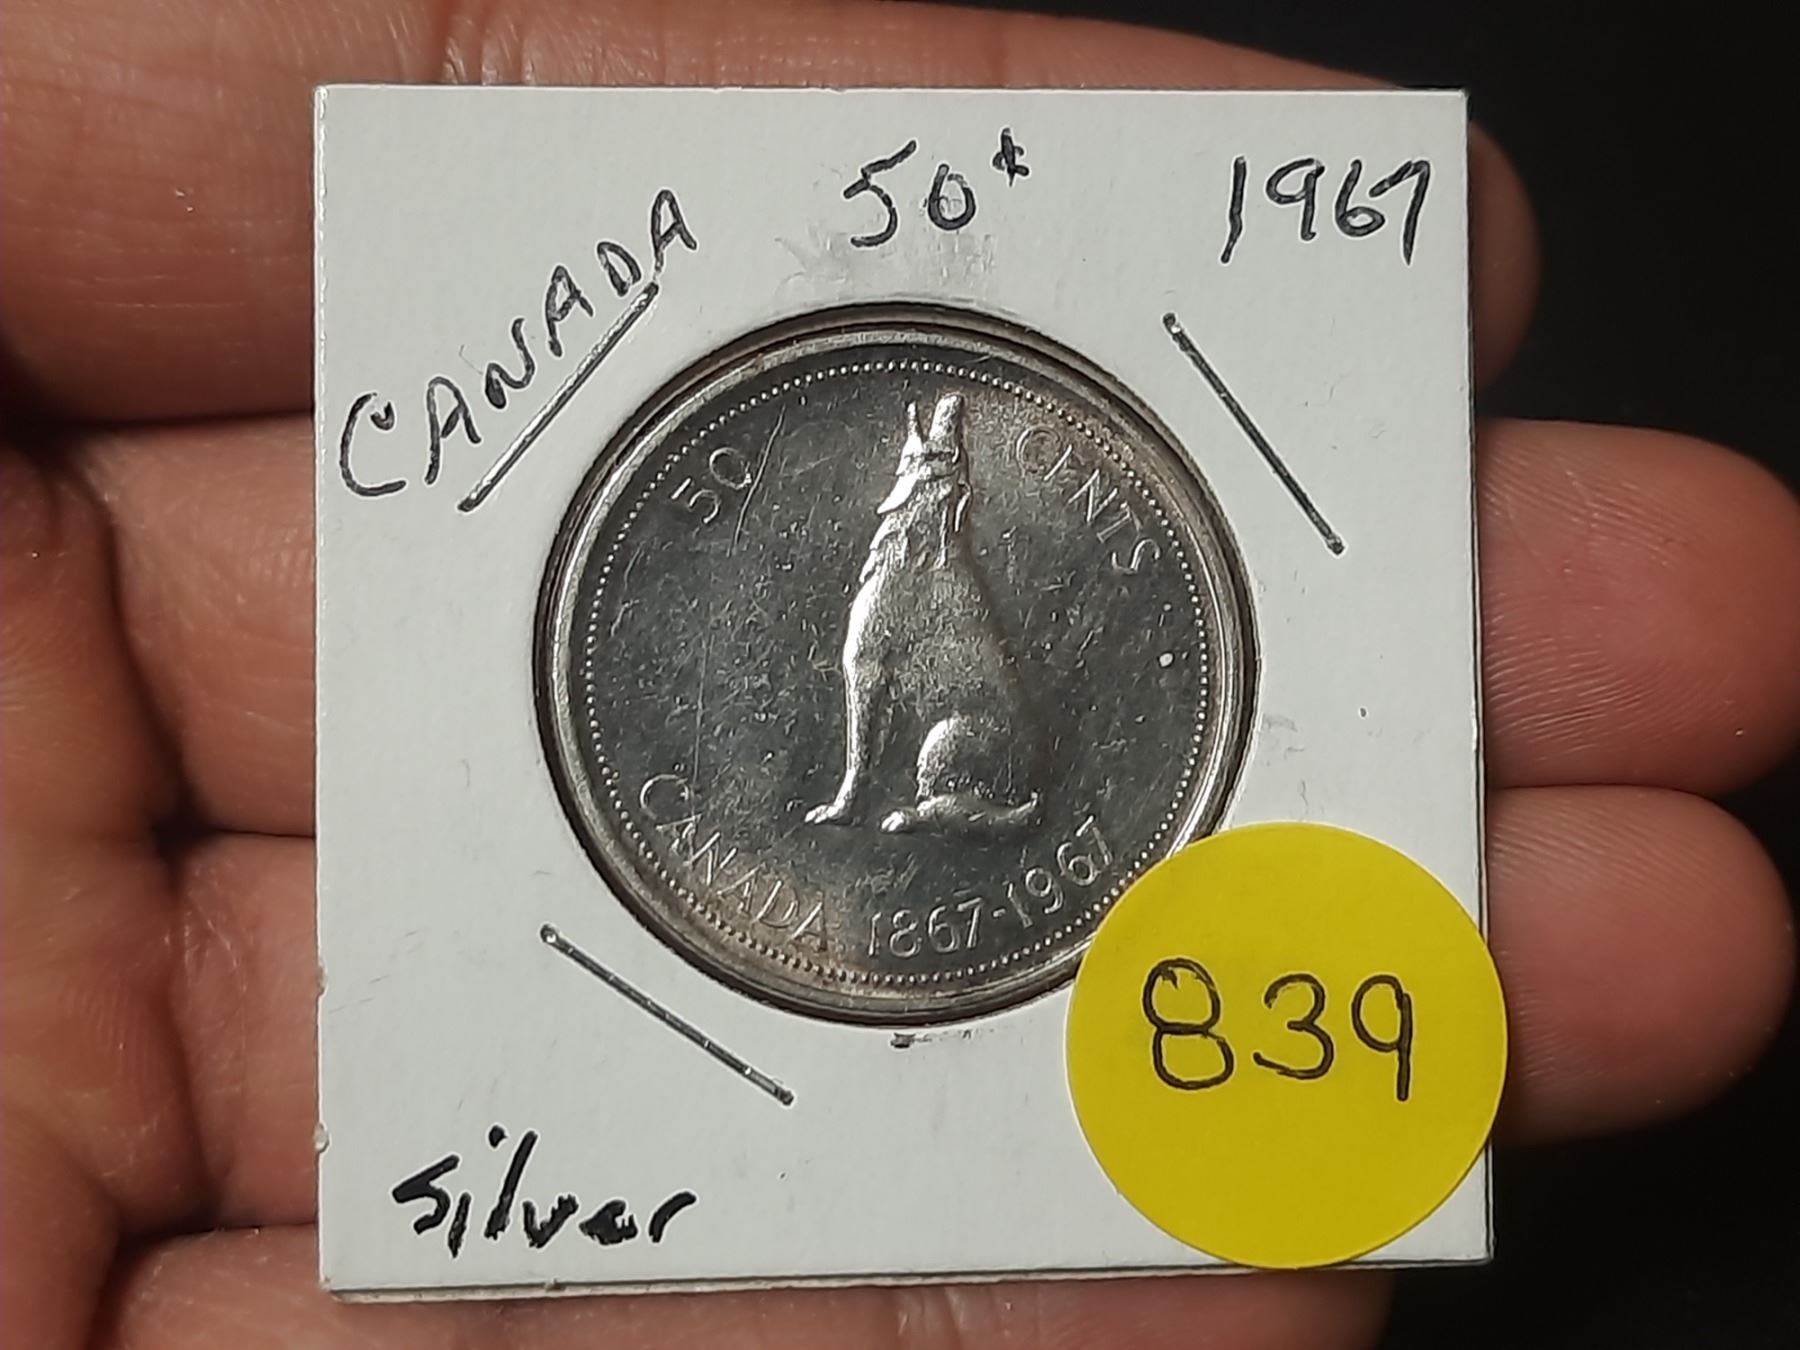 CANADA
50¢
1967
50 CENTS
CANADA 1867-1967
839
silver